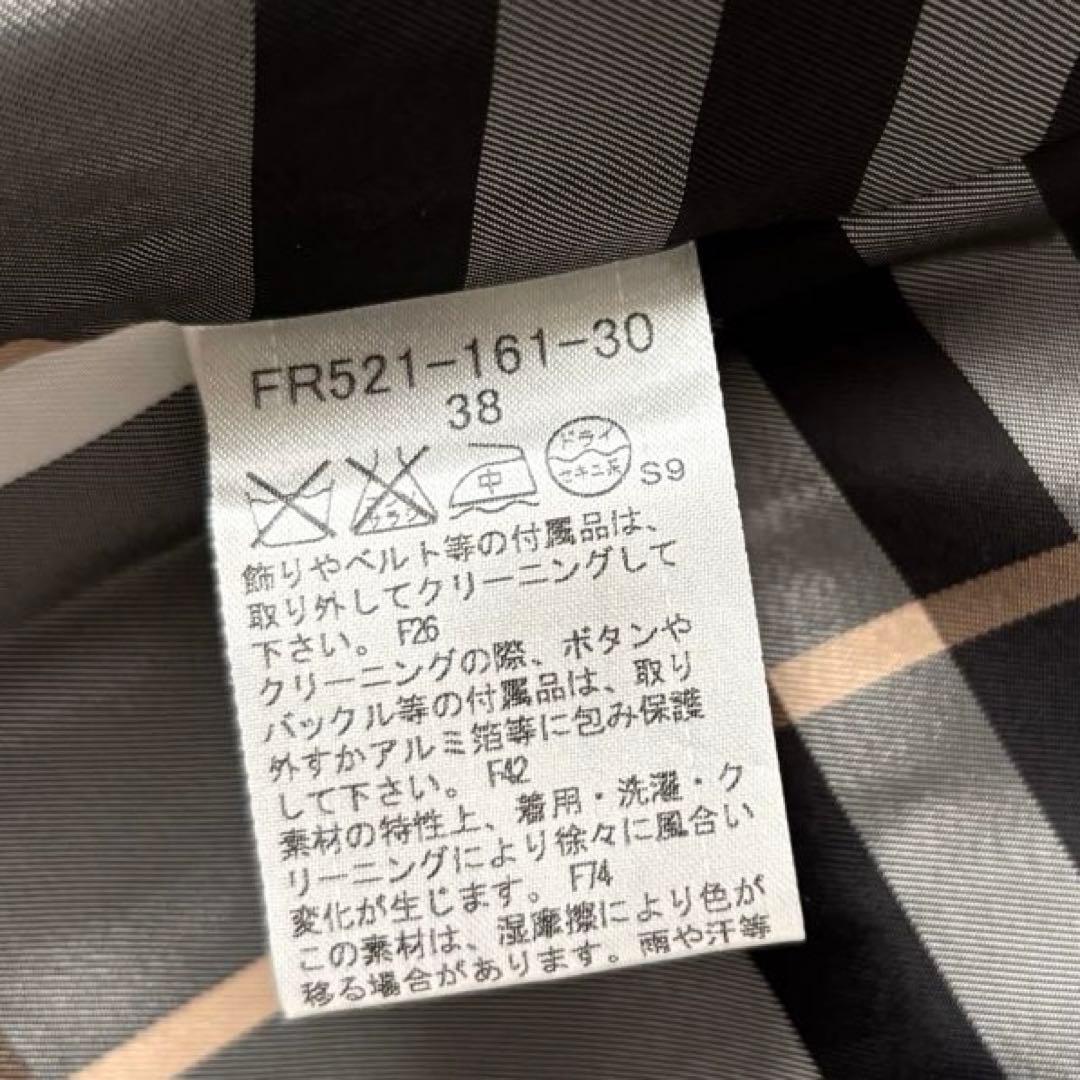 FR521-161-30
38
エンソ サラシ 中 ドライ セキユ系 S9
飾りやベルト等の付属品は、
取り外してクリーニングして
下さい。 F26
クリーニングの際、ボタンや
バックル等の付属品は、取り
外すかアルミ箔等に包み保護
して下さい。 F42
素材の特性上、着用・洗濯・ク
リーニングにより徐々に風合い
変化が生じます。 F74
この素材は、湿摩擦により色が
移る場合があります。雨や汗等